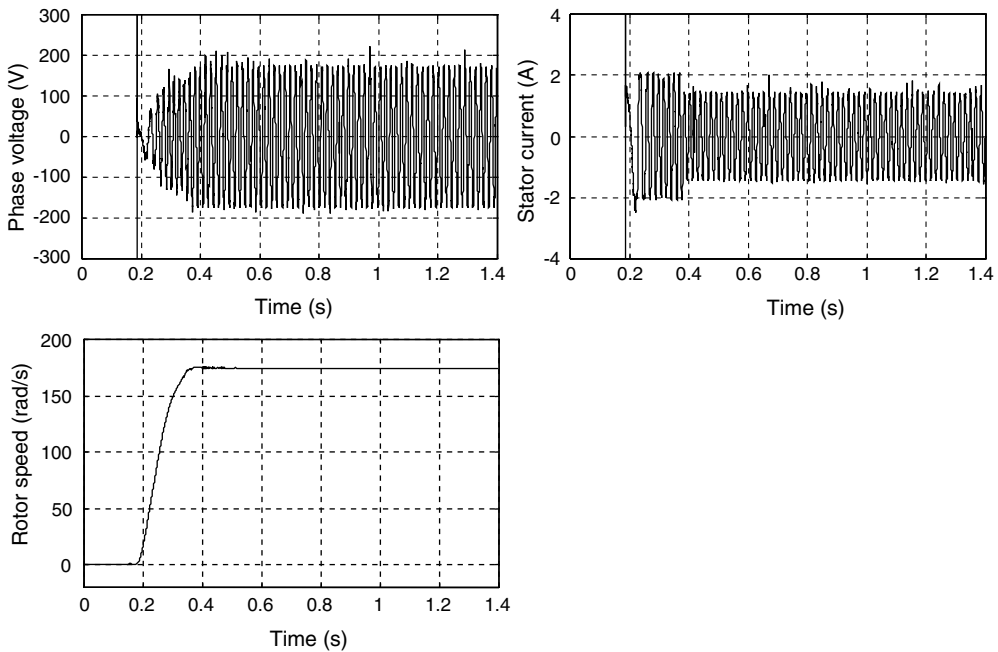 300
200
100
0
-100
-200
-300
Phase voltage (V)
0 0.2 0.4 0.6 0.8 1 1.2 1.4
Time (s)
4
2
0
-2
-4
Stator current (A)
0 0.2 0.4 0.6 0.8 1 1.2 1.4
Time (s)
200
150
100
50
0
Rotor speed (rad/s)
0 0.2 0.4 0.6 0.8 1 1.2 1.4
Time (s)